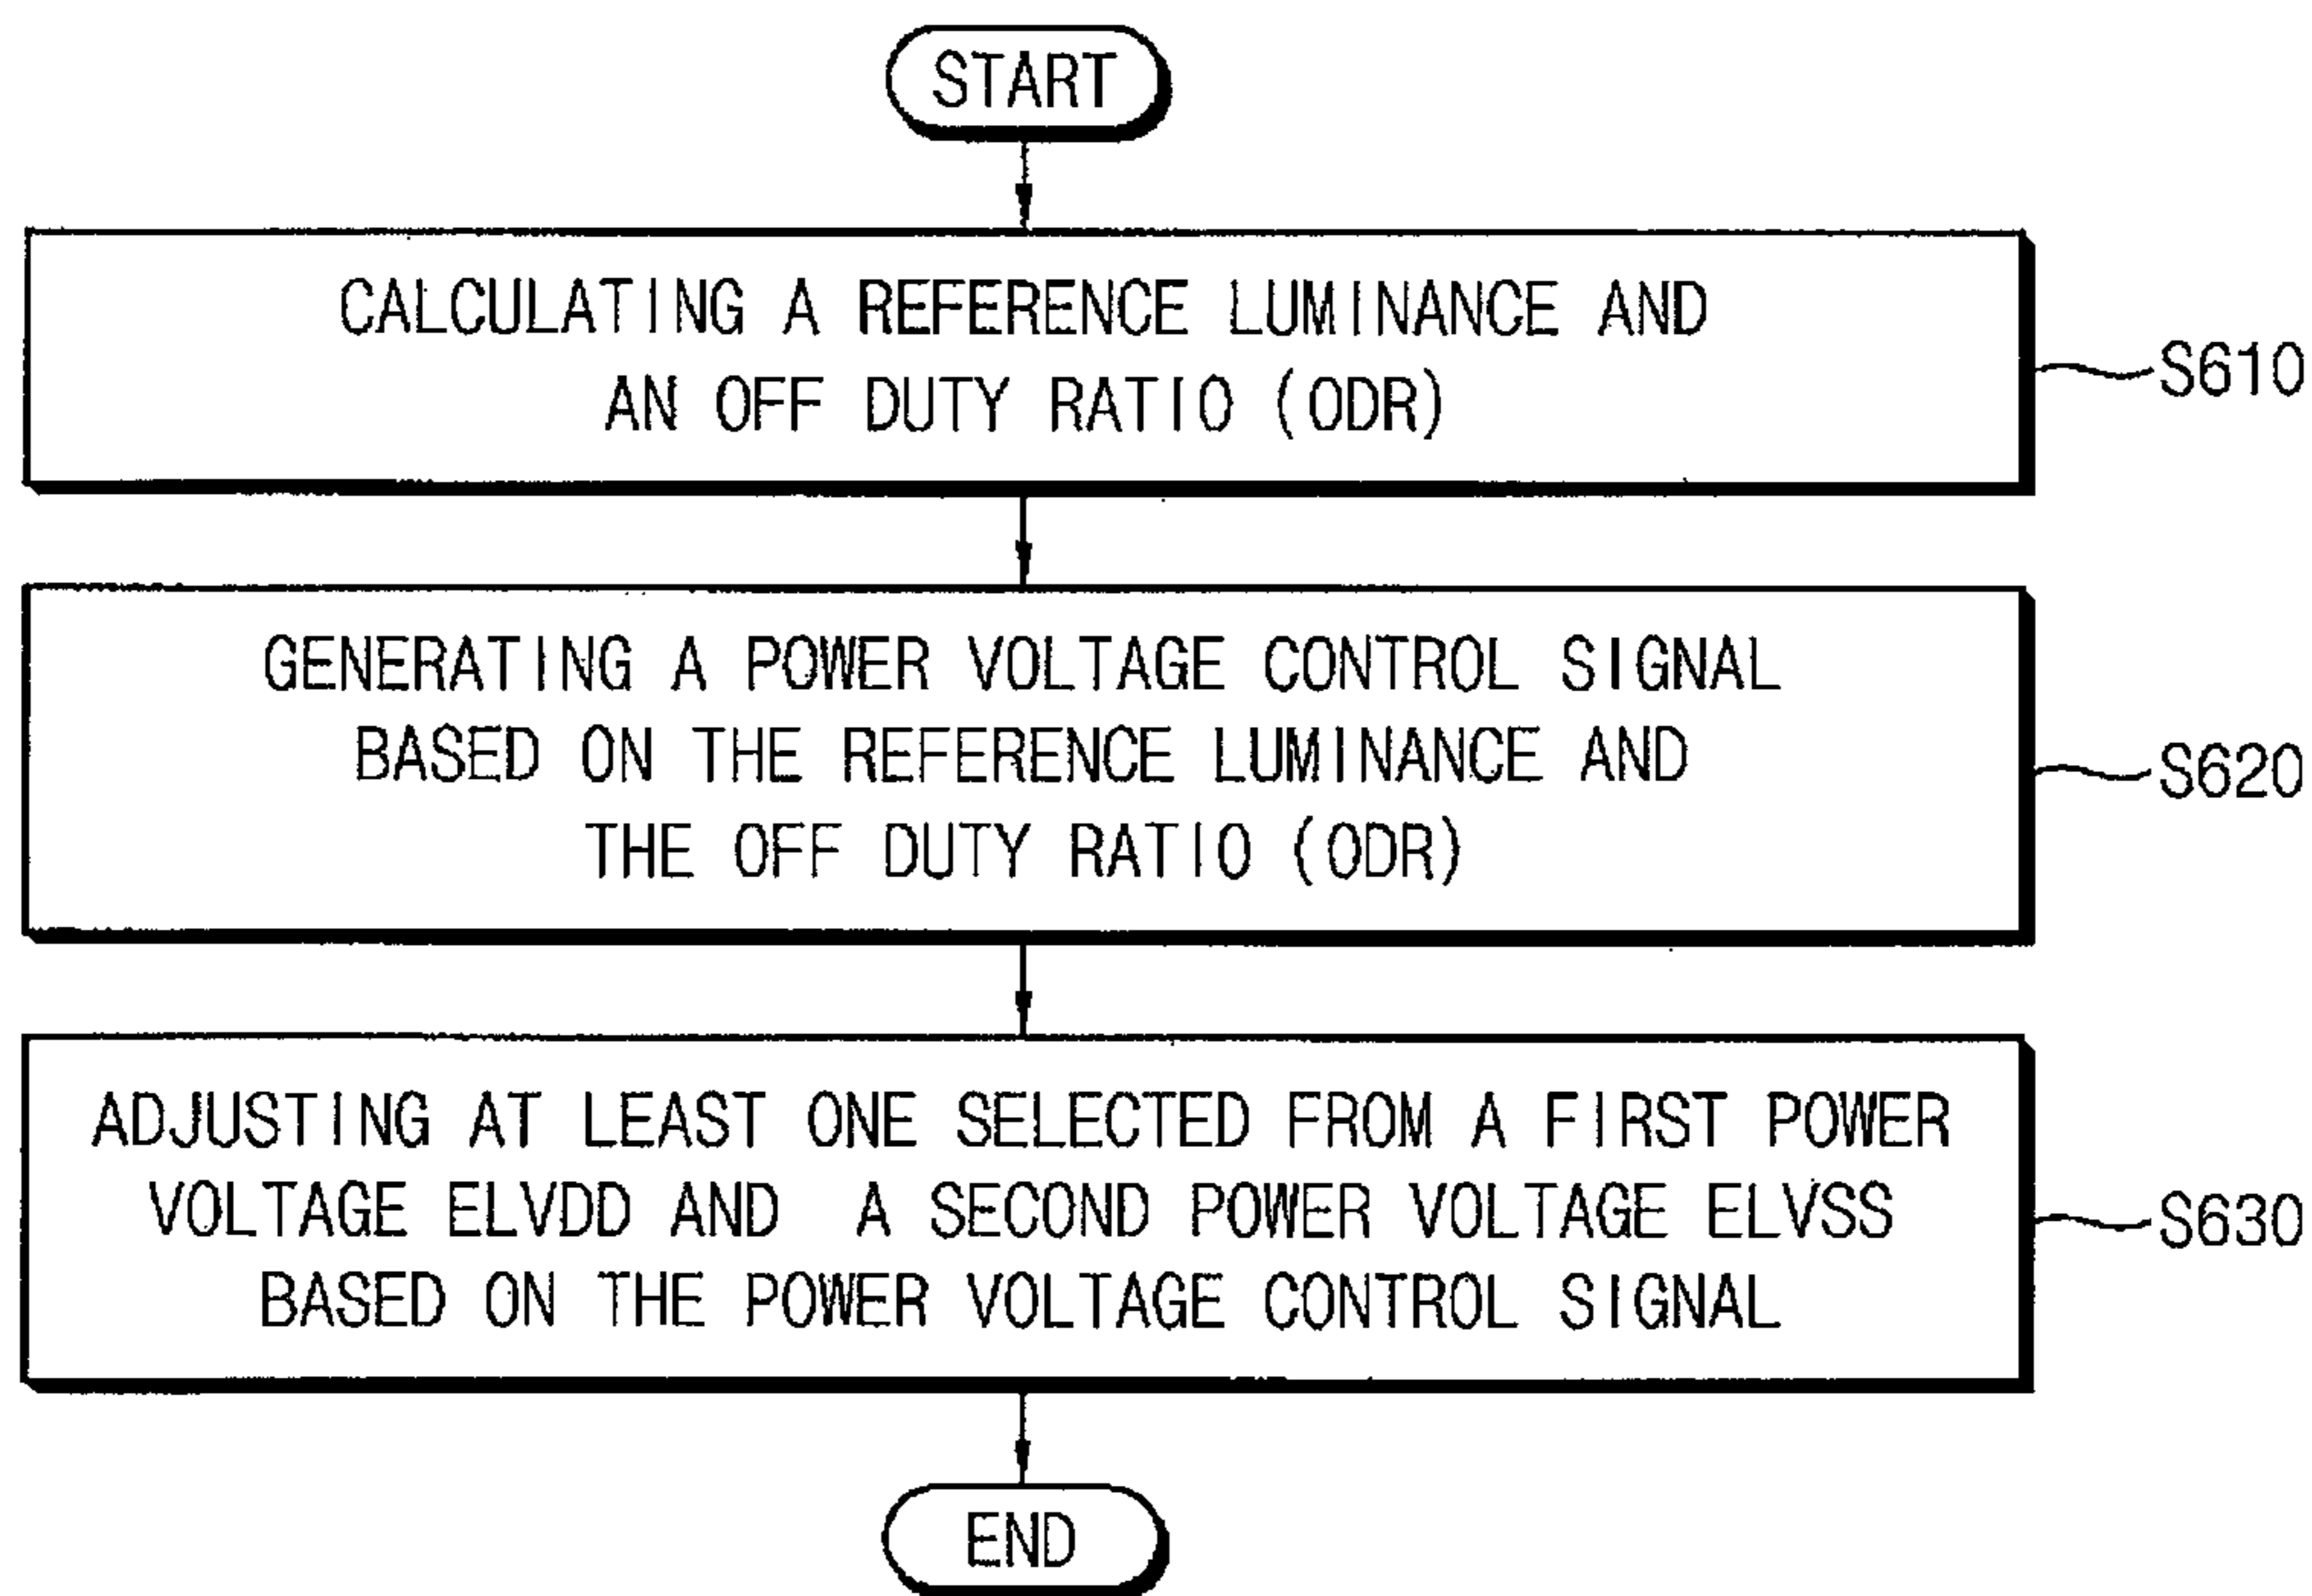 START
CALCULATING A REFERENCE LUMINANCE AND
AN OFF DUTY RATIO (ODR)
S610
GENERATING A POWER VOLTAGE CONTROL SIGNAL
BASED ON THE REFERENCE LUMINANCE AND
THE OFF DUTY RATIO (ODR)
S620
ADJUSTING AT LEAST ONE SELECTED FROM A FIRST POWER
VOLTAGE ELVDD AND A SECOND POWER VOLTAGE ELVSS
BASED ON THE POWER VOLTAGE CONTROL SIGNAL
S630
END